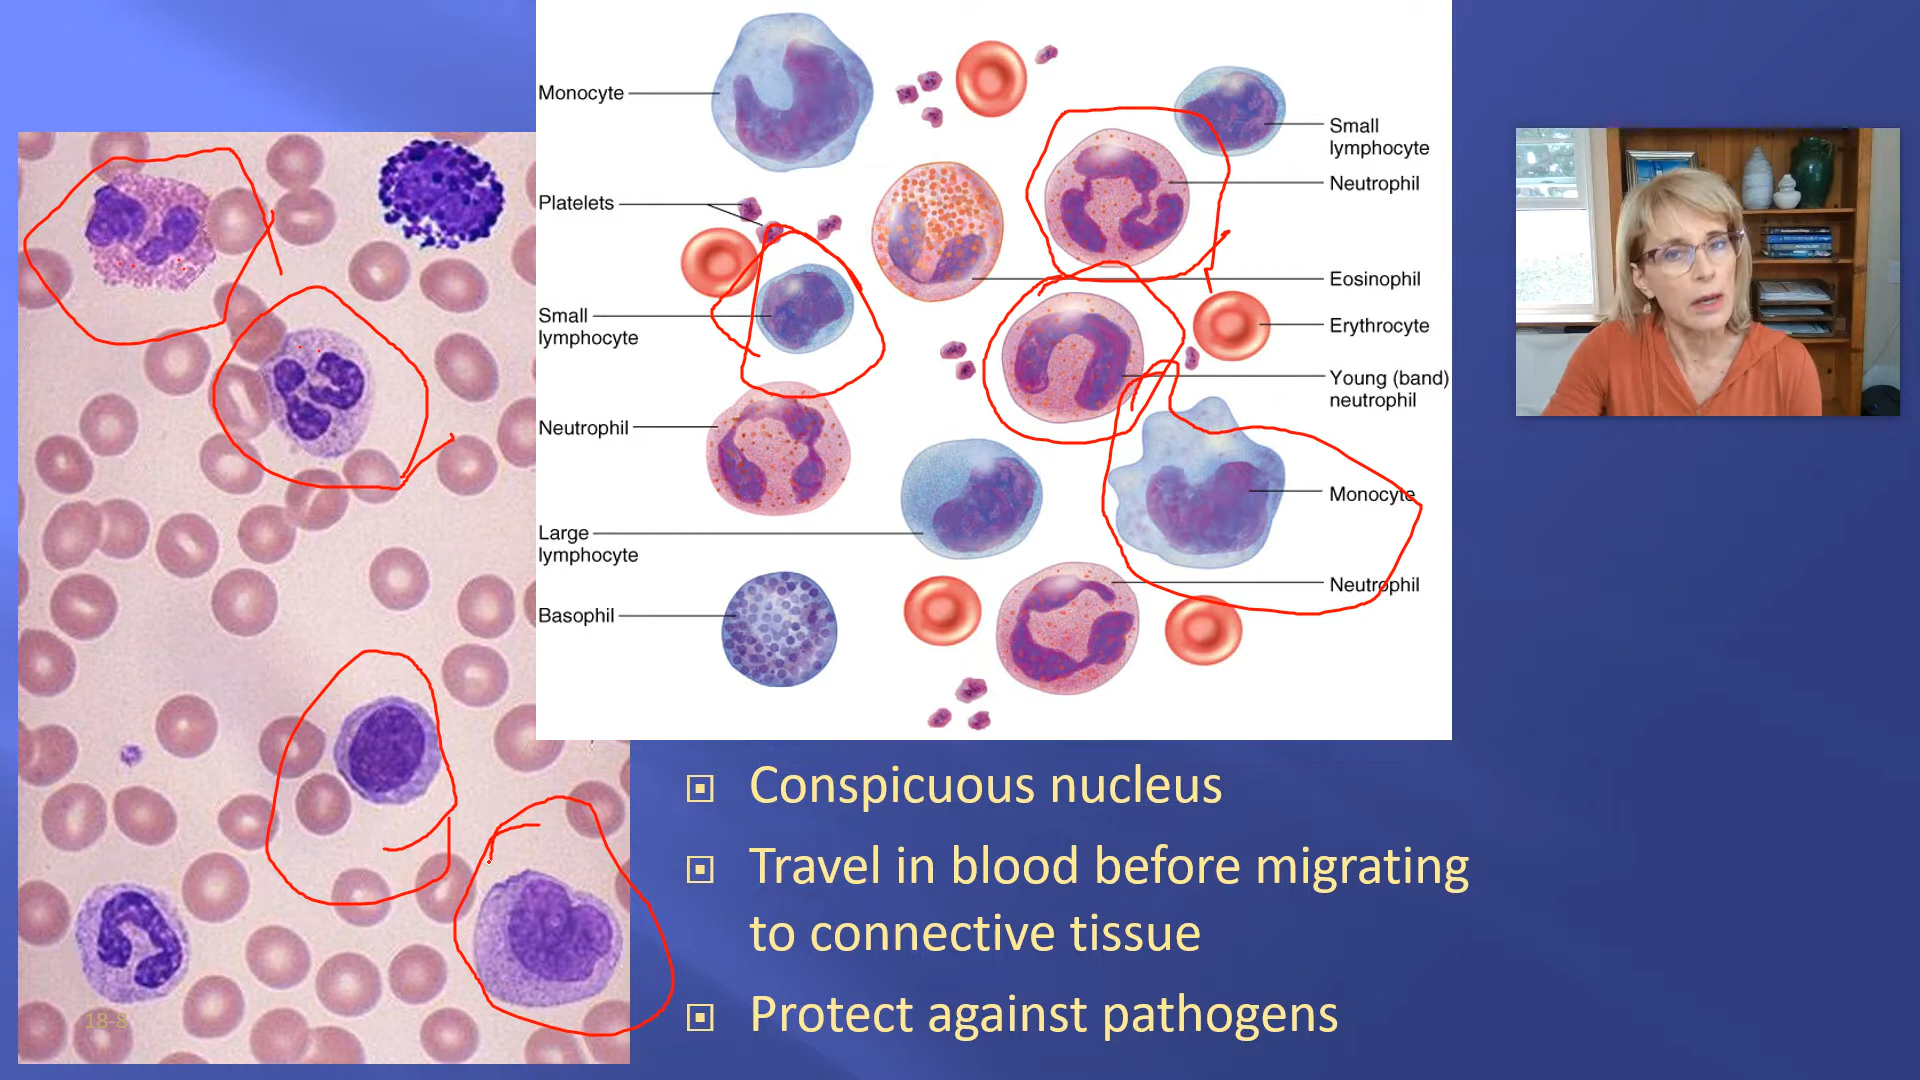 Monocyte
Platelets
Small
lymphocyte
Neutrophil
Large
lymphocyte
Basophil
Small
lymphocyte
Neutrophil
Eosinophil
Erythrocyte
Young (band)
neutrophil
Monocyte
Neutrophil
Conspicuous nucleus
Travel in blood before migrating
to connective tissue
Protect against pathogens
18-8